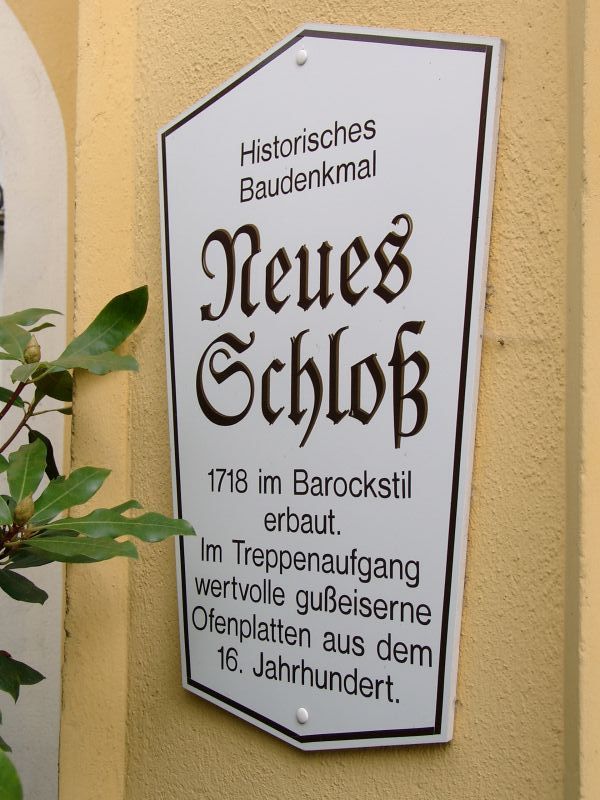 Historisches
Baudenkmal
Neues
Schloß
1718 im Barockstil
erbaut.
Im Treppenaufgang
wertvolle gußeiserne
Ofenplatten aus dem
16. Jahrhundert.